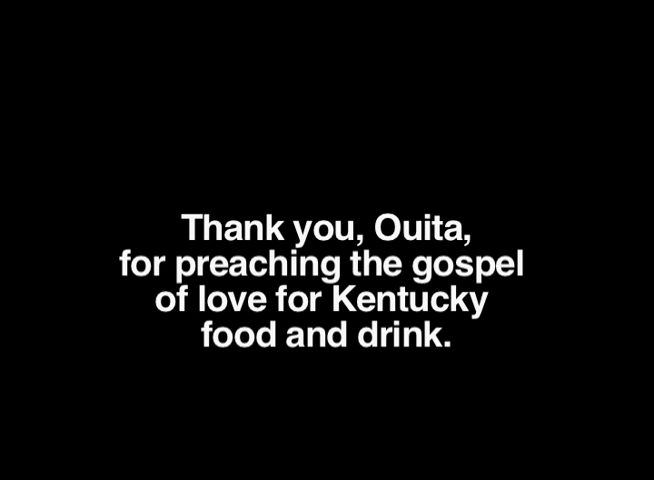 Thank you, Ouita,
for preaching the gospel
of love for Kentucky
food and drink.